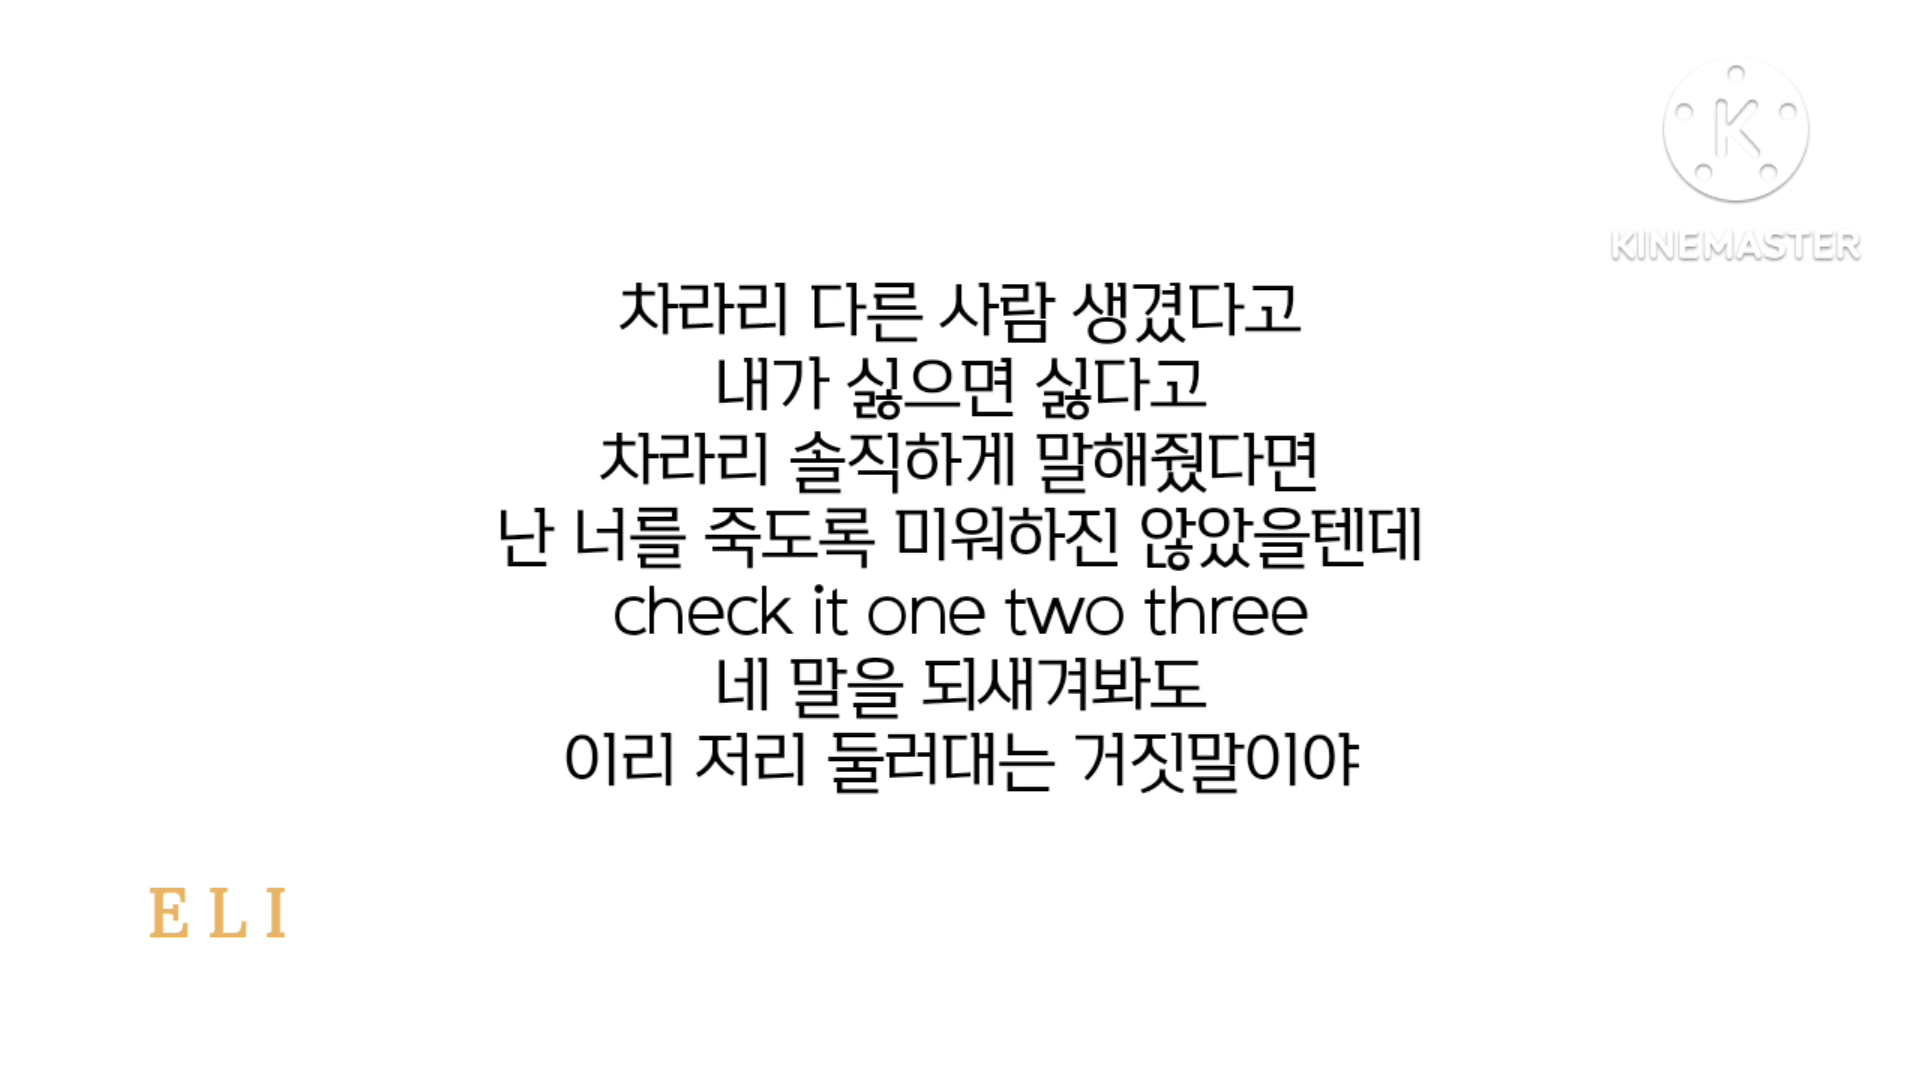 KINEMASTER
차라리 다른 사람 생겼다고
내가 싫으면 싫다고
차라리 솔직하게 말해줬다면
난 너를 죽도록 미워하진 않았을텐데
check it one two three
네 말을 되새겨봐도
이리 저리 둘러대는 거짓말이야
ELI